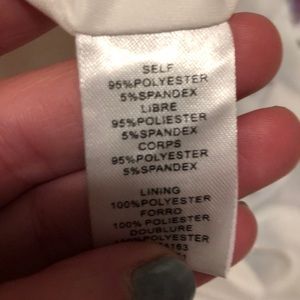 SELF
95%POLYESTER
5%SPANDEX
LIBRE
95%POLIESTER
5%SPANDEX
CORPS
95%POLYESTER
5%SPANDEX
LINING
100%POLYESTER
FORRO
100% POLIESTER
DOUBLURE